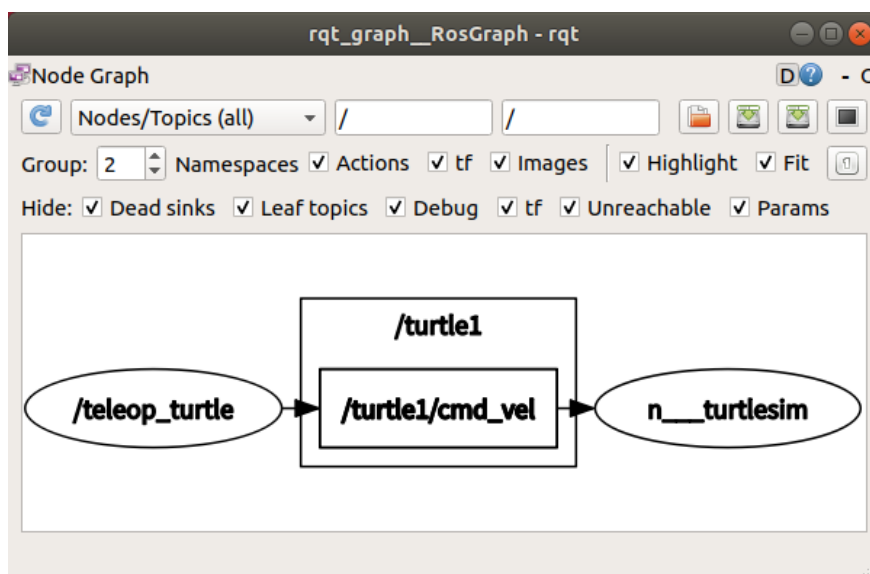 rqt_graph__RosGraph - rqt
Node Graph D ? - C
Nodes/Topics (all) / /
Group: 2 Namespaces Actions tf Images Highlight Fit
Hide: Dead sinks Leaf topics Debug tf Unreachable Params
/turtle1
/teleop_turtle /turtle1/cmd_vel n___turtlesim